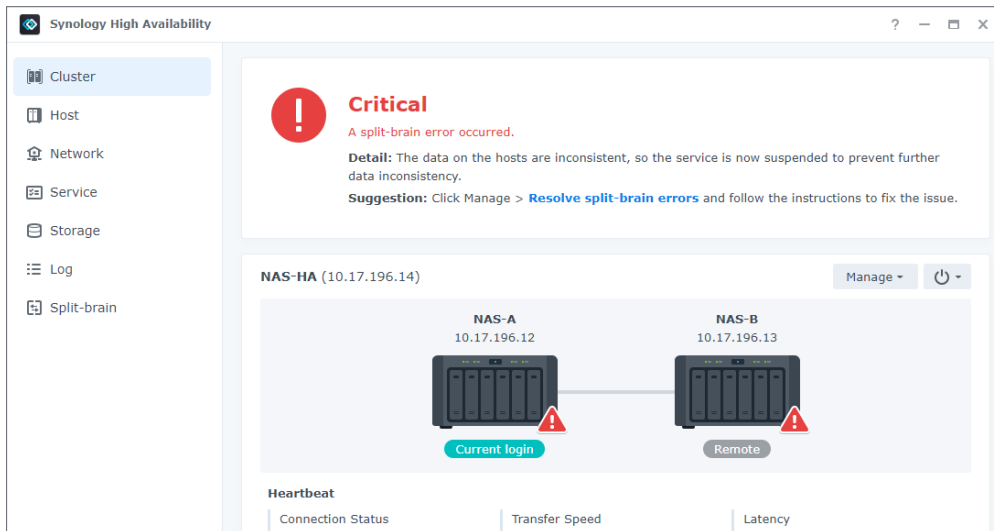 Synology High Availability
?
Cluster
Host
Network
Service
Storage
Log
Split-brain
Critical
A split-brain error occurred.
Detail: The data on the hosts are inconsistent, so the service is now suspended to prevent further
data inconsistency.
Suggestion: Click Manage > Resolve split-brain errors and follow the instructions to fix the issue.
NAS-HA (10.17.196.14)
Manage
NAS-A
10.17.196.12
Current login
NAS-B
10.17.196.13
Remote
Heartbeat
Connection Status
Transfer Speed
Latency